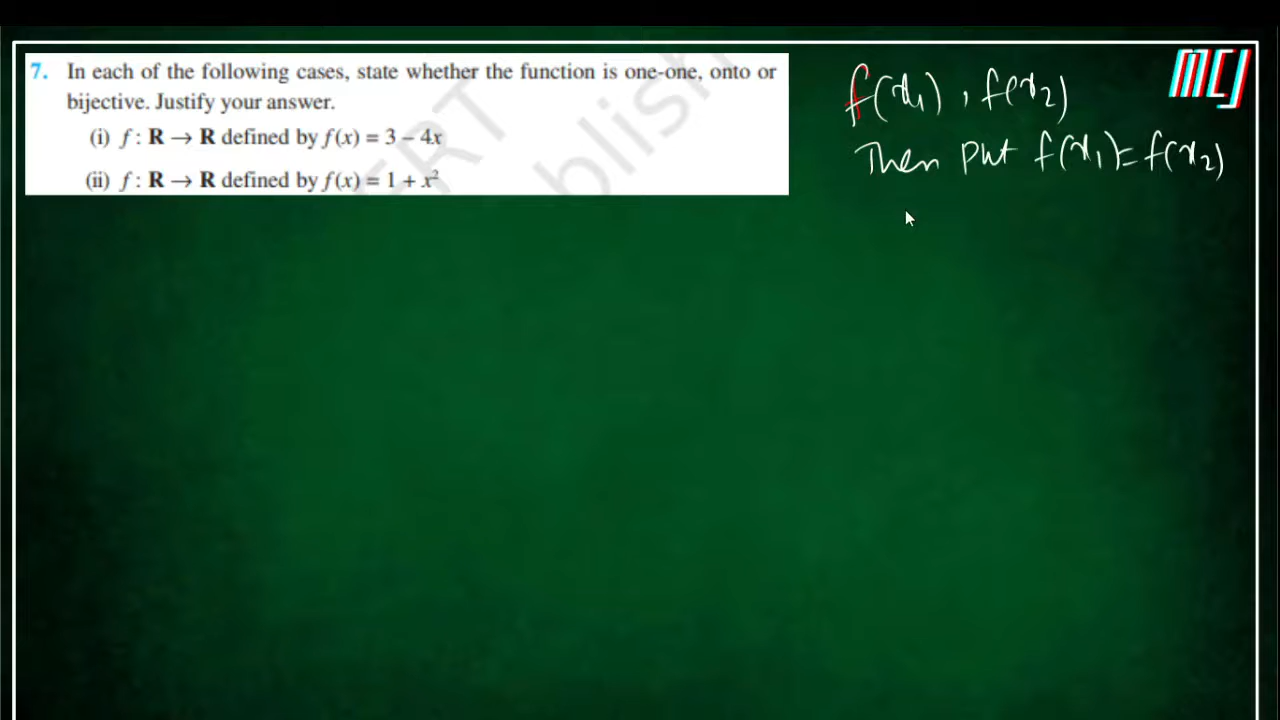 7. In each of the following cases, state whether the function is one-one, onto or
bijective. Justify your answer.
(i) f : R → R defined by f(x) = 3 – 4x
(ii) f : R → R defined by f(x) = 1 + x²
f(x₁) , f(x₂)
Then put f(x₁) = f(x₂)
MCJ